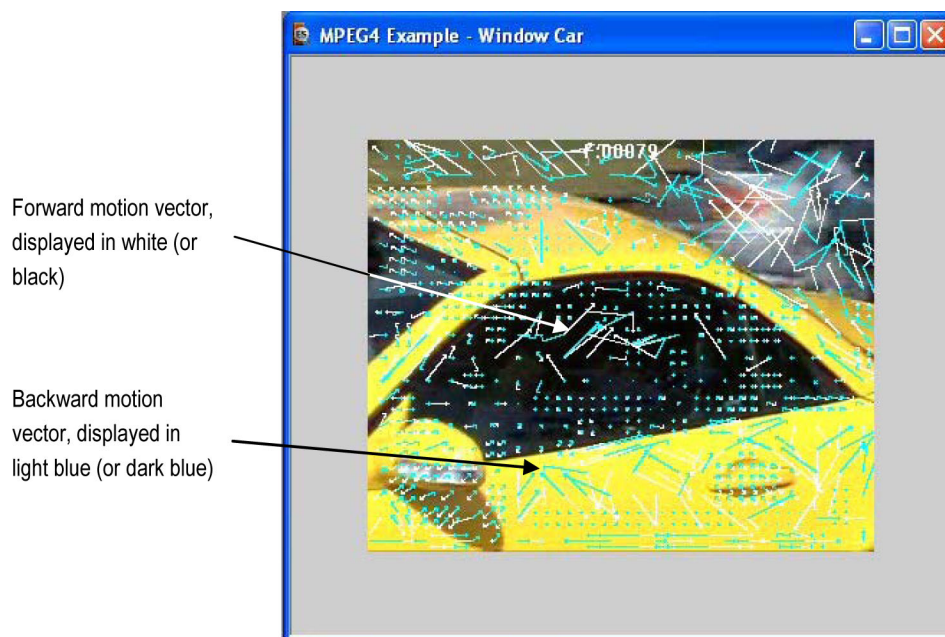 MPEG4 Example - Window Car
F:00079
Forward motion vector,
displayed in white (or
black)
Backward motion
vector, displayed in
light blue (or dark blue)